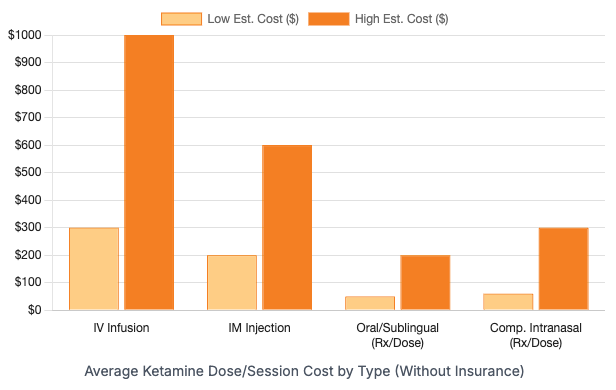 Low Est. Cost ($) High Est. Cost ($)
$1000
$900
$800
$700
$600
$500
$400
$300
$200
$100
$0
IV Infusion IM Injection Oral/Sublingual Comp. Intranasal
(Rx/Dose) (Rx/Dose)
Average Ketamine Dose/Session Cost by Type (Without Insurance)